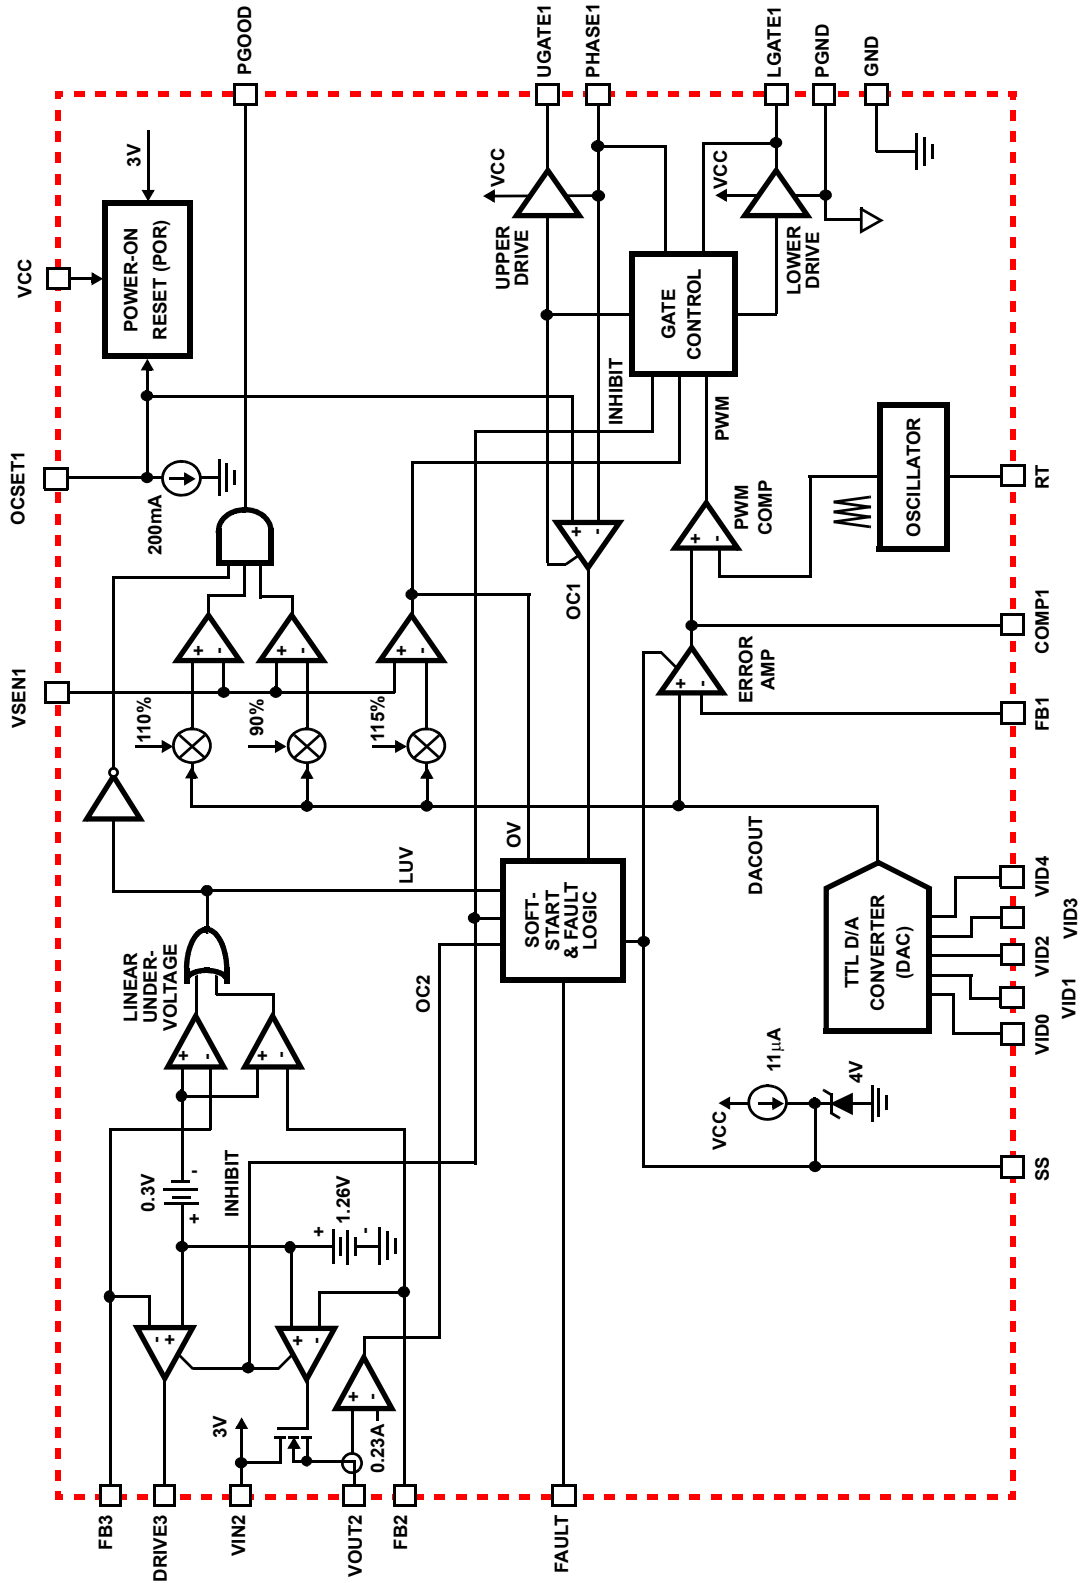 VCC
OCSET1
VSEN1
PGOOD
3V
POWER-ON
RESET (POR)
200mA
110%
90%
115%
+
-
+
-
+
-
LINEAR
UNDER-
VOLTAGE
+
-
+
-
LUV
OV
OC2
OC1
0.3V
-
+
INHIBIT
+
1.26V
-
-
+
+
-
3V
+
-
0.23A
FB3
DRIVE3
VIN2
VOUT2
FB2
FAULT
SOFT-
START
& FAULT
LOGIC
UGATE1
PHASE1
LGATE1
PGND
GND
VCC
UPPER
DRIVE
VCC
LOWER
DRIVE
GATE
CONTROL
INHIBIT
PWM
+
-
PWM
COMP
+
-
OSCILLATOR
RT
+
-
ERROR
AMP
COMP1
FB1
DACOUT
TTL D/A
CONVERTER
(DAC)
VID4
VID3
VID2
VID1
VID0
VCC
11µA
4V
SS